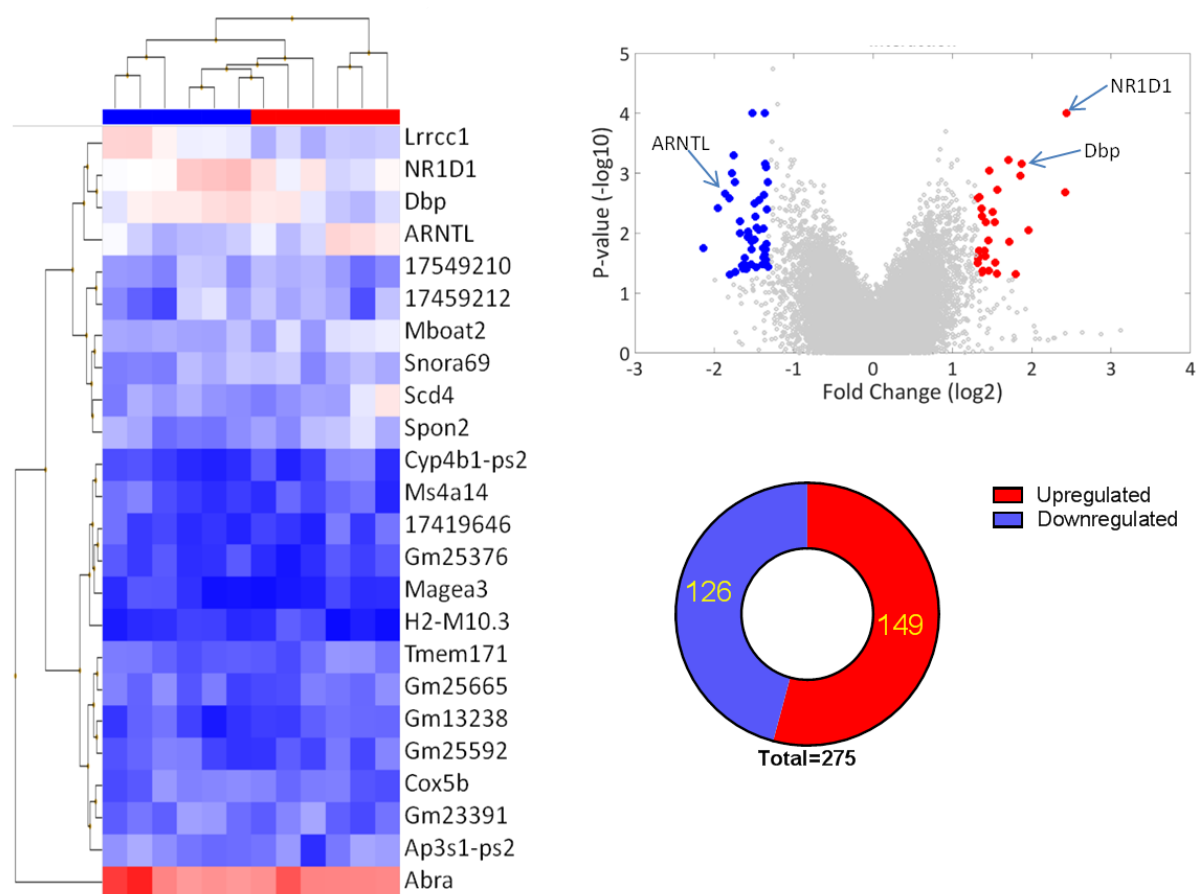 Lrrcc1
NR1D1
Dbp
ARNTL
17549210
17459212
Mboat2
Snora69
Scd4
Spon2
Cyp4b1-ps2
Ms4a14
17419646
Gm25376
Magea3
H2-M10.3
Tmem171
Gm25665
Gm13238
Gm25592
Cox5b
Gm23391
Ap3s1-ps2
Abra
5
4
3
2
1
0
P-value (-log10)
-3
-2
-1
0
1
2
3
4
Fold Change (log2)
ARNTL
NR1D1
Dbp
Upregulated
Downregulated
126
149
Total=275